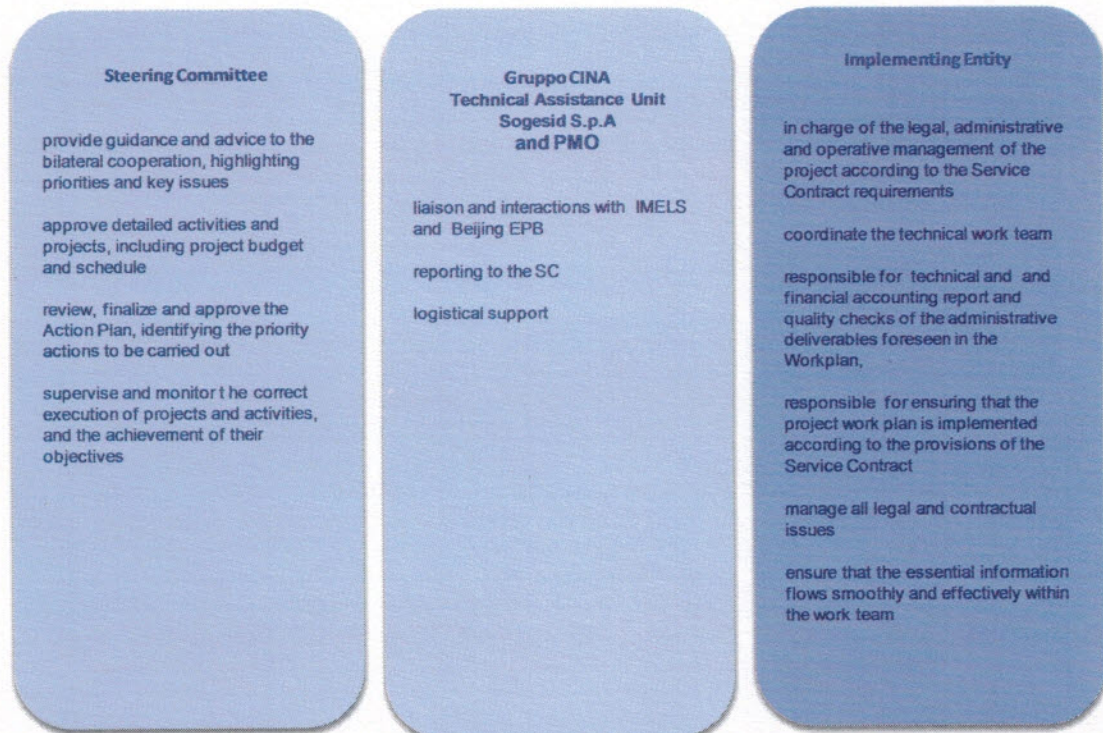 Steering Committee
provide guidance and advice to the
bilateral cooperation, highlighting
priorities and key issues
approve detailed activities and
projects, including project budget
and schedule
review, finalize and approve the
Action Plan, identifying the priority
actions to be carried out
supervise and monitor t he correct
execution of projects and activities,
and the achievement of their
objectives
Gruppo CINA
Technical Assistance Unit
Sogesid S.p.A
and PMO
liaison and interactions with IMELS
and Beijing EPB
reporting to the SC
logistical support
Implementing Entity
in charge of the legal, administrative
and operative management of the
project according to the Service
Contract requirements
coordinate the technical work team
responsible for technical and and
financial accounting report and
quality checks of the administrative
deliverables foreseen in the
Workplan,
responsible for ensuring that the
project work plan is implemented
according to the provisions of the
Service Contract
manage all legal and contractual
issues
ensure that the essential information
flows smoothly and effectively within
the work team